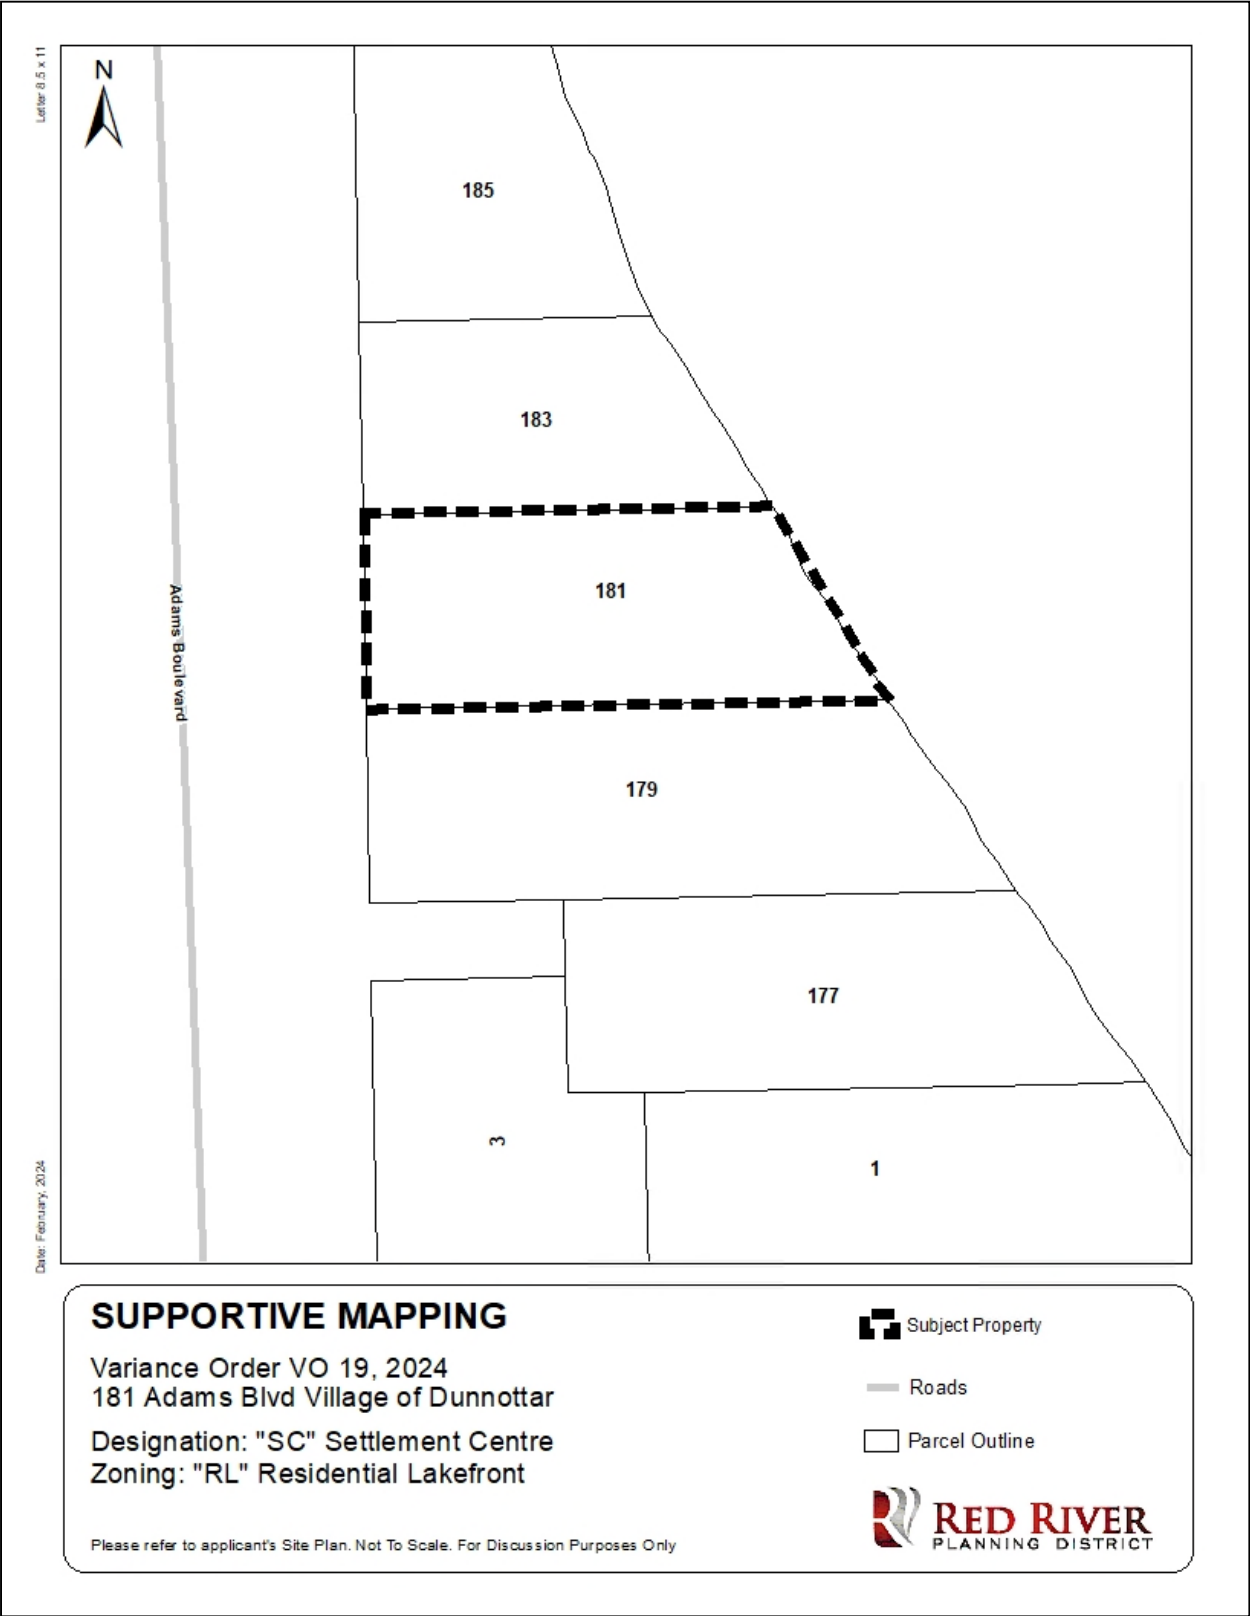 Letter 8.5 x 11
N
185
183
181
Adams Boulevard
179
177
3
1
Date: February, 2024
SUPPORTIVE MAPPING
Variance Order VO 19, 2024
181 Adams Blvd Village of Dunnottar
Designation: "SC" Settlement Centre
Zoning: "RL" Residential Lakefront
Please refer to applicant's Site Plan. Not To Scale. For Discussion Purposes Only
Subject Property
Roads
Parcel Outline
RED RIVER
PLANNING DISTRICT